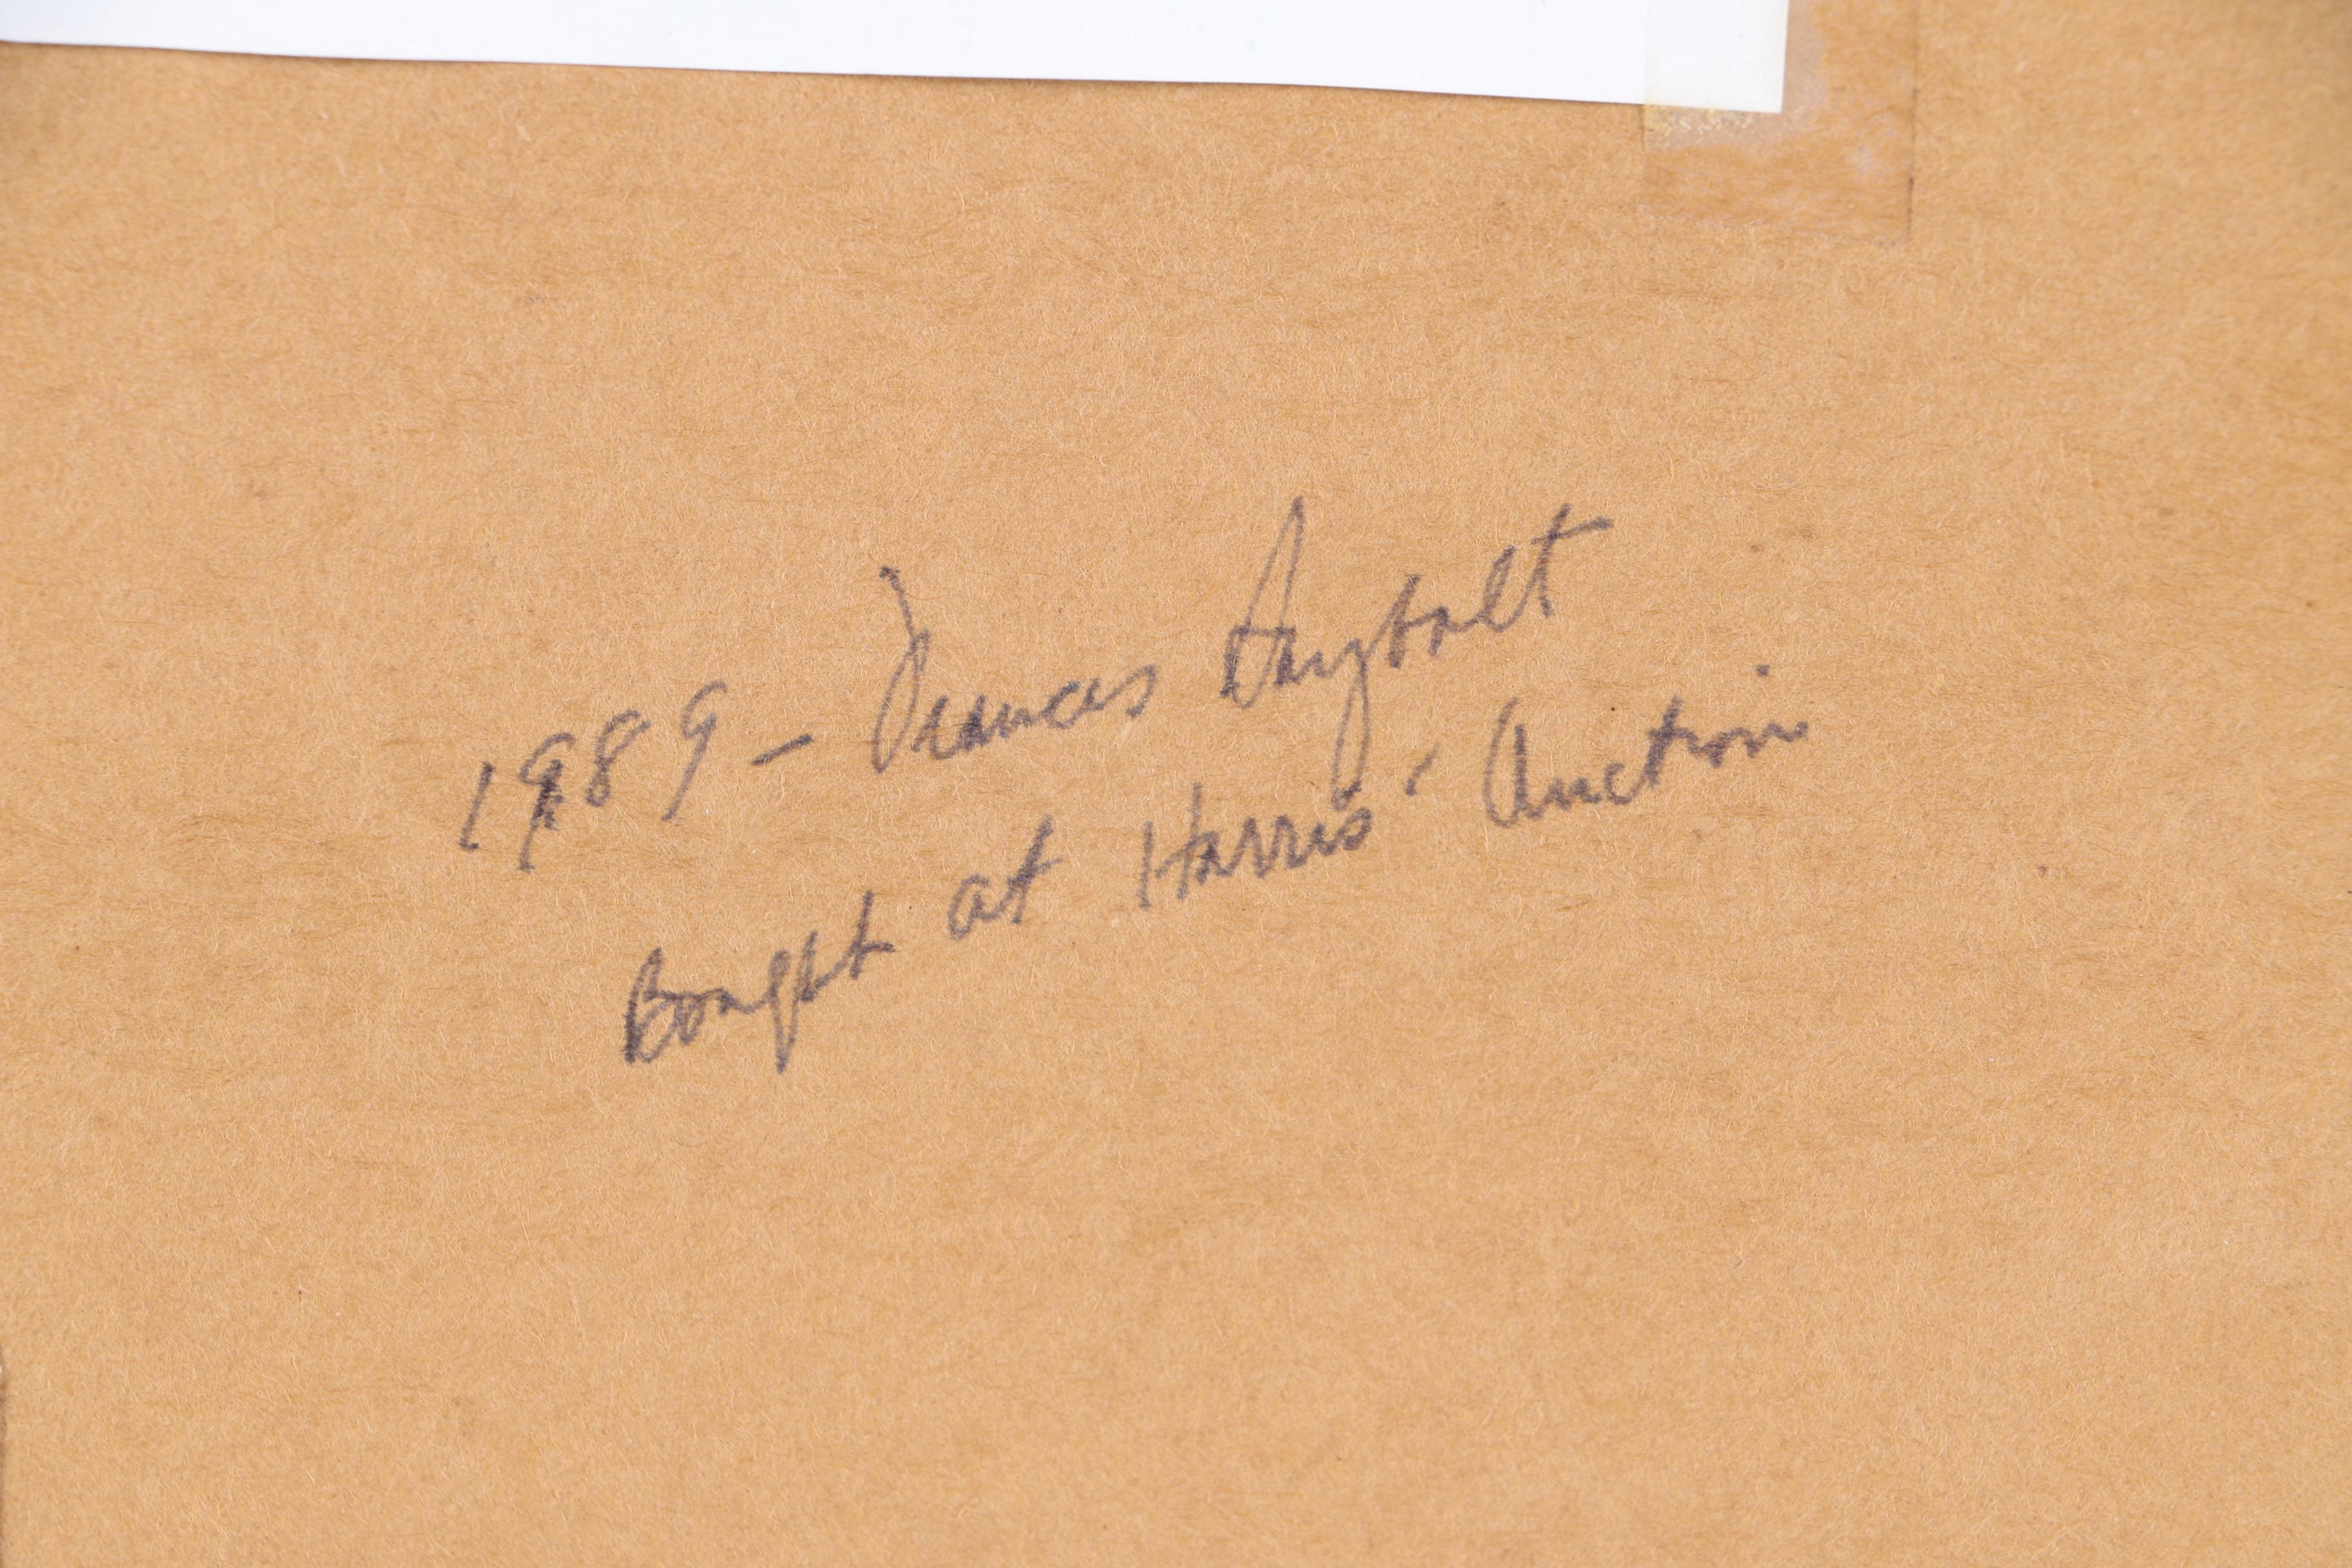 1989 - Frances
Bought at Harris' Auction